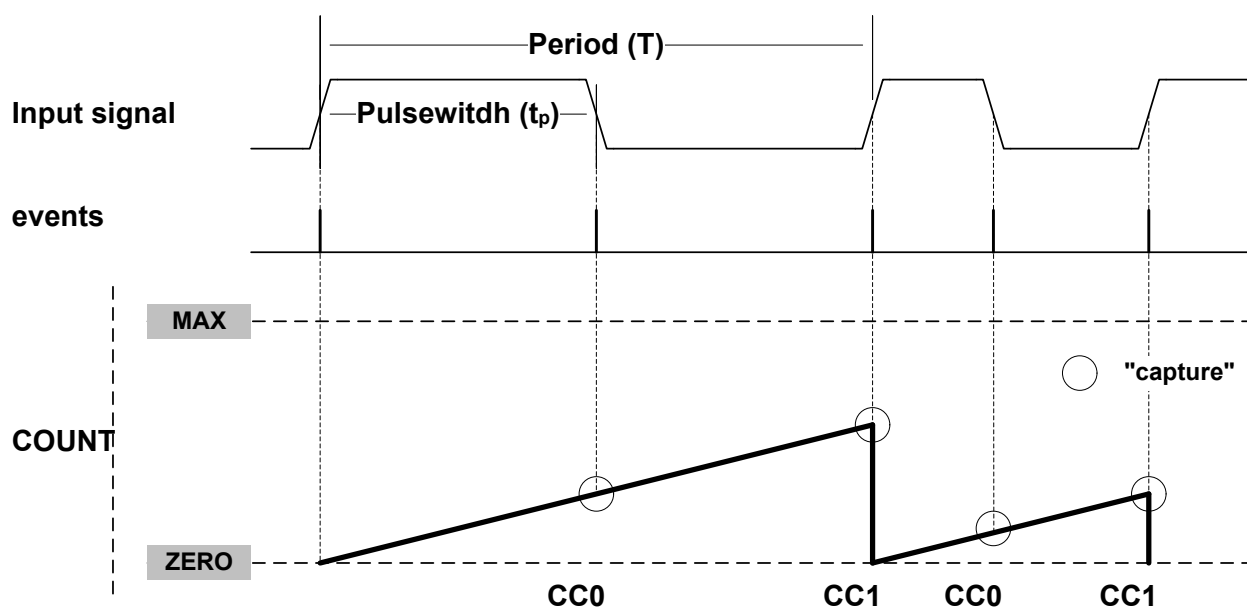 Period (T)
Input signal
Pulsewitdh (tp)
events
MAX
"capture"
COUNT
ZERO
CC0 CC1 CC0 CC1